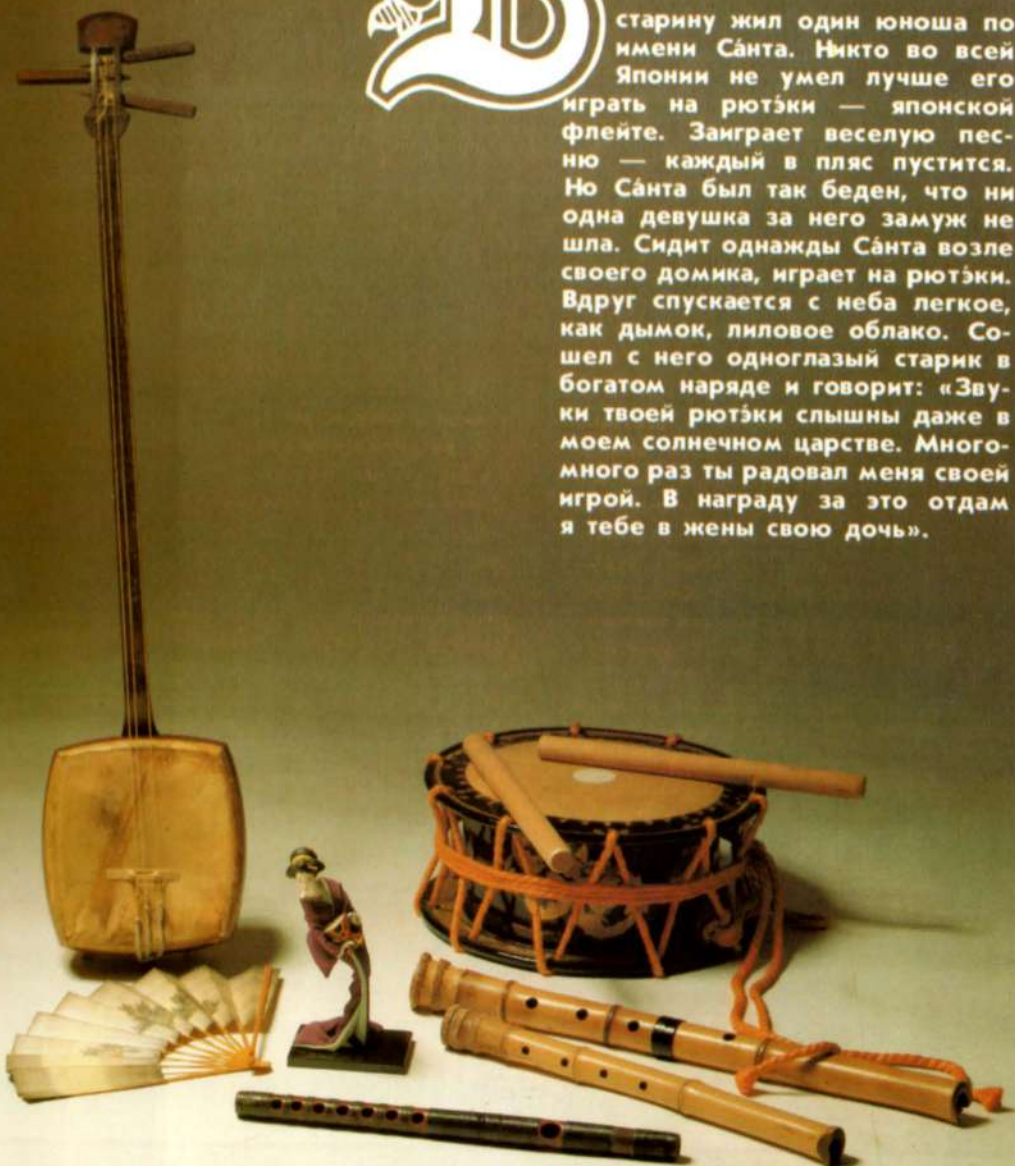 В старину жил один юноша по
имени Са́нта. Никто во всей
Японии не умел лучше его
играть на рютэ́ки — японской
флейте. Заиграет веселую пес-
ню — каждый в пляс пустится.
Но Са́нта был так беден, что ни
одна девушка за него замуж не
шла. Сидит однажды Са́нта возле
своего домика, играет на рютэ́ки.
Вдруг спускается с неба легкое,
как дымок, лиловое облако. Со-
шел с него одноглазый старик в
богатом наряде и говорит: «Зву-
ки твоей рютэ́ки слышны даже в
моем солнечном царстве. Много-
много раз ты радовал меня своей
игрой. В награду за это отдам
я тебе в жены свою дочь».